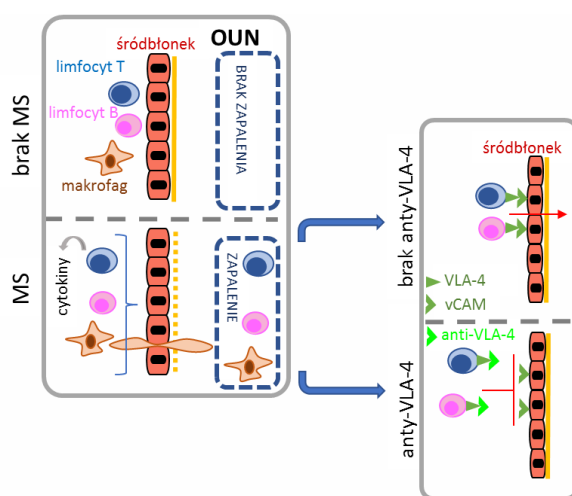 OUN
śródbłonek
limfocyt T
limfocyt B
makrofag
BRAK ZAPALENIA
brak MS
MS
cytokiny
ZAPALENIE
brak anty-VLA-4
śródbłonek
VLA-4
vCAM
anti-VLA-4
anty-VLA-4